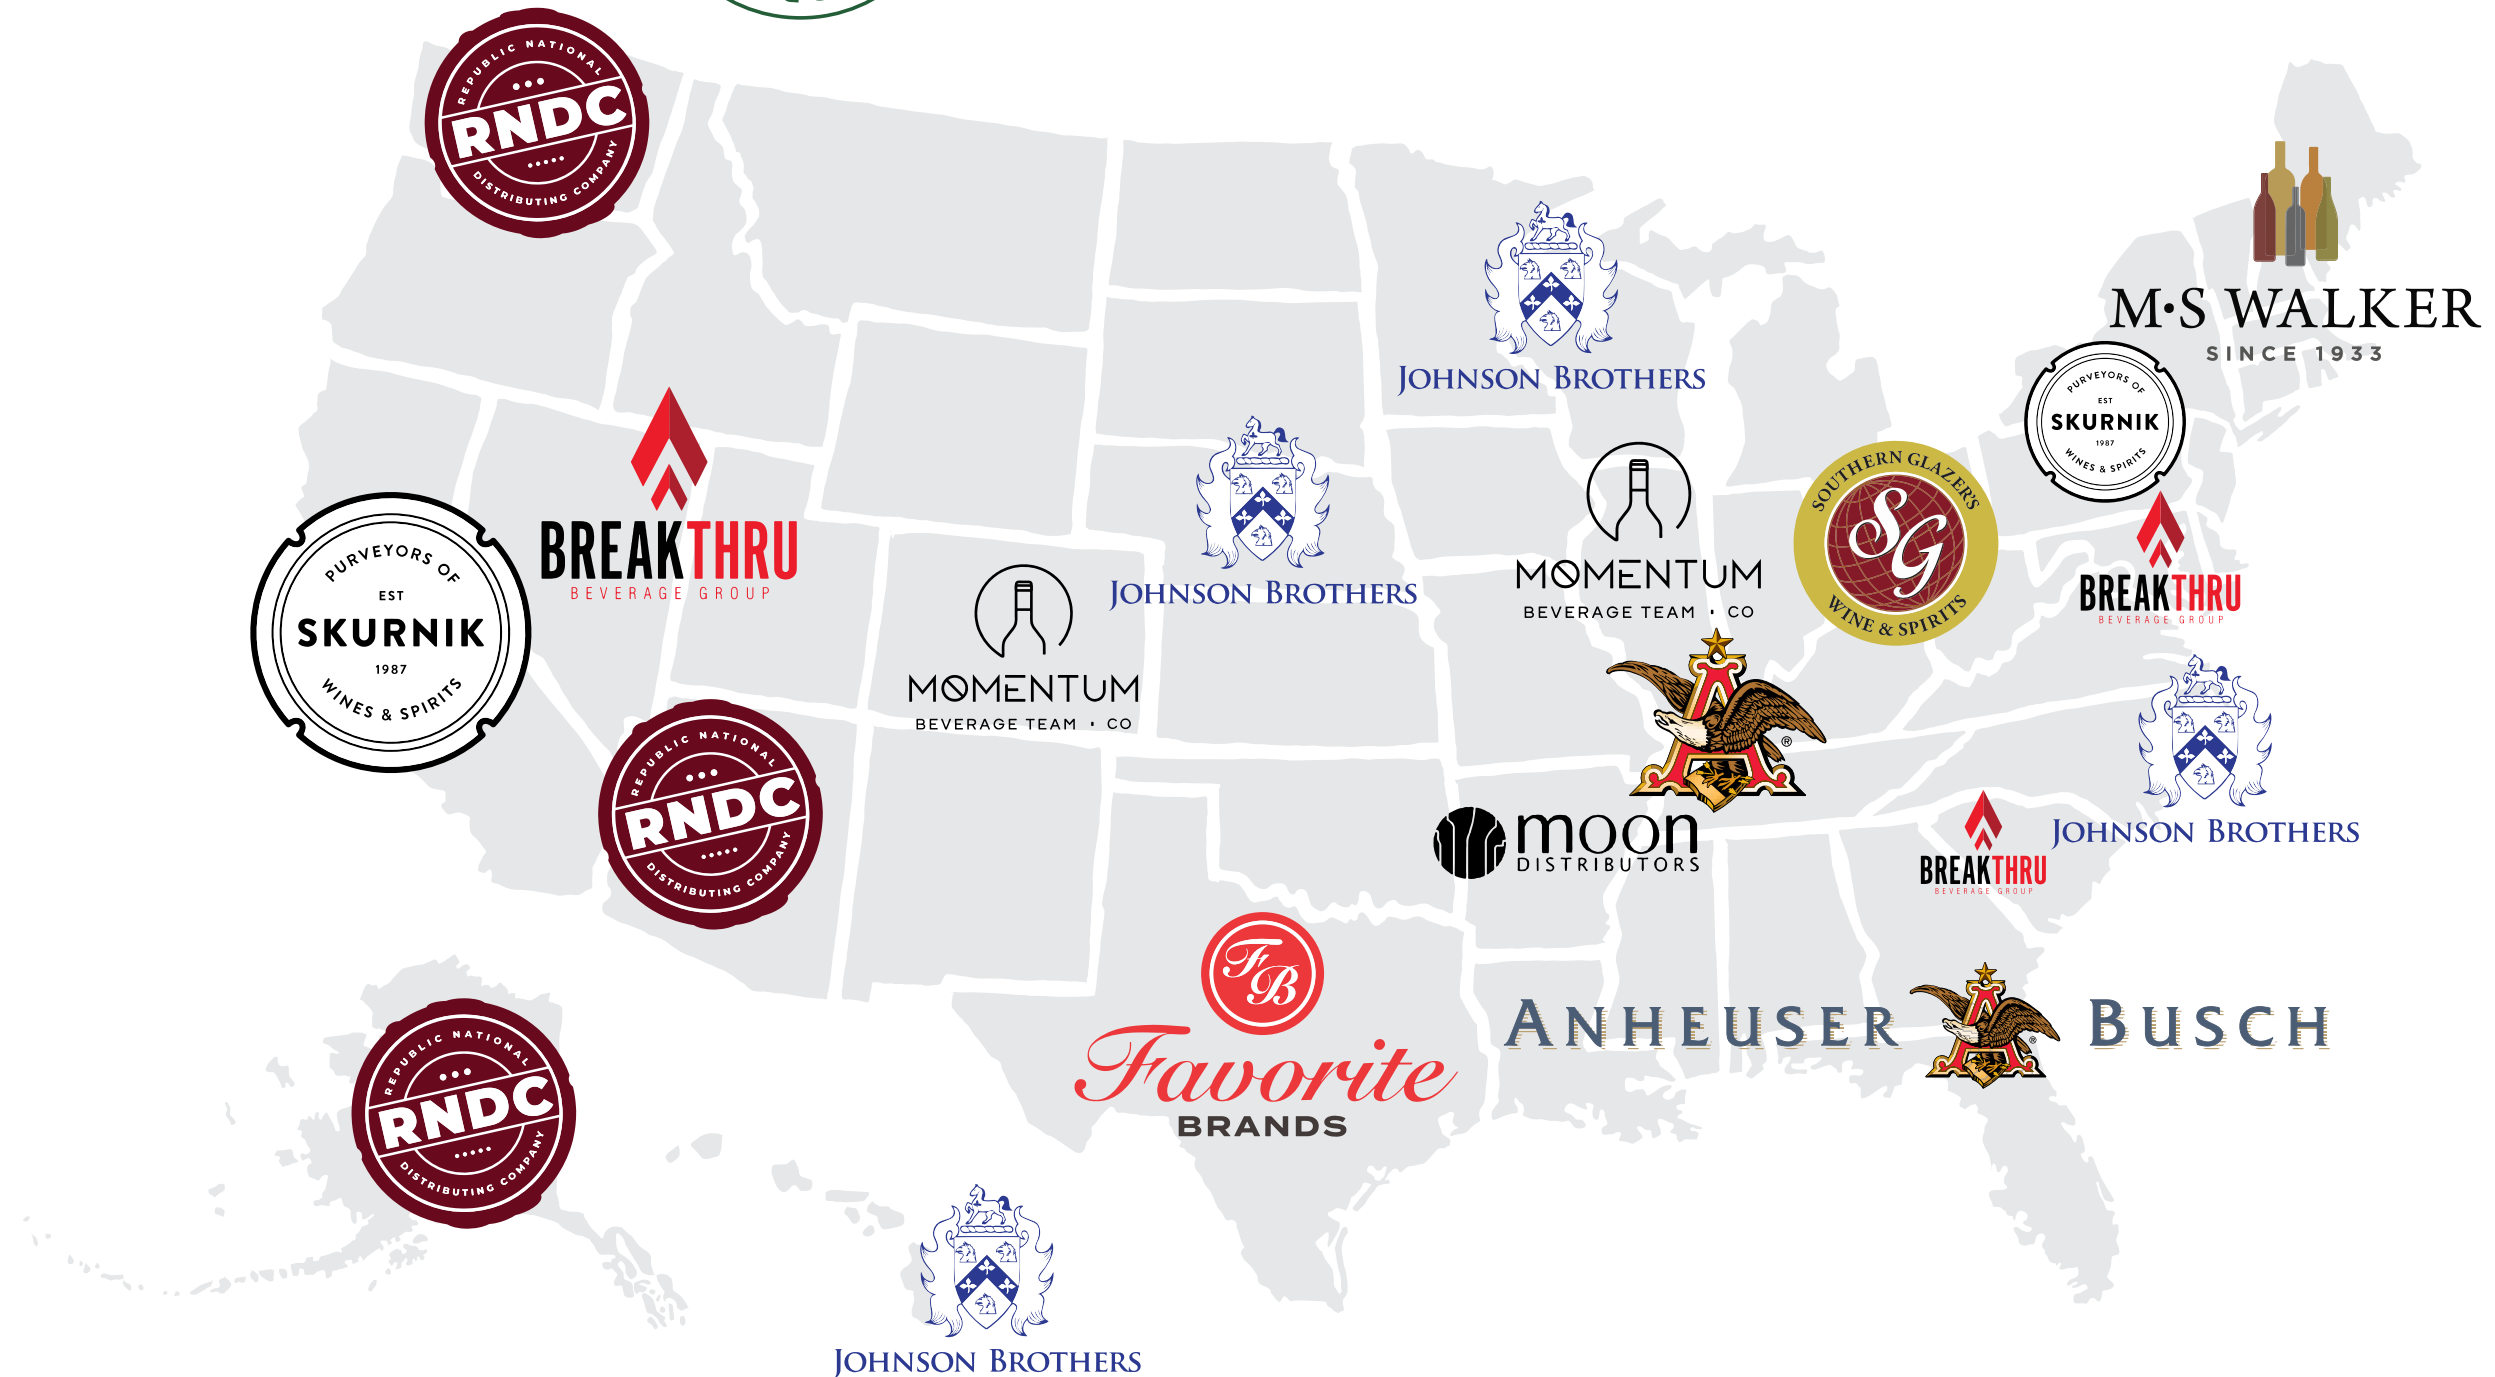 REPUBLIC NATIONAL
RNDC
DISTRIBUTING COMPANY
M·S WALKER
SINCE 1933
JOHNSON BROTHERS
PURVEYORS OF
EST
SKURNIK
1987
WINES & SPIRITS
SOUTHERN GLAZER'S
SG
WINE & SPIRITS
BREAKTHRU
BEVERAGE GROUP
JOHNSON BROTHERS
MOMENTUM
BEVERAGE TEAM · CO
BREAKTHRU
BEVERAGE GROUP
PURVEYORS OF
EST
SKURNIK
1987
WINES & SPIRITS
MOMENTUM
BEVERAGE TEAM · CO
A
®
JOHNSON BROTHERS
REPUBLIC NATIONAL
RNDC
DISTRIBUTING COMPANY
moon
DISTRIBUTORS
BREAKTHRU
BEVERAGE GROUP
FB
Favorite
BRANDS
ANHEUSER A ® BUSCH
REPUBLIC NATIONAL
RNDC
DISTRIBUTING COMPANY
JOHNSON BROTHERS